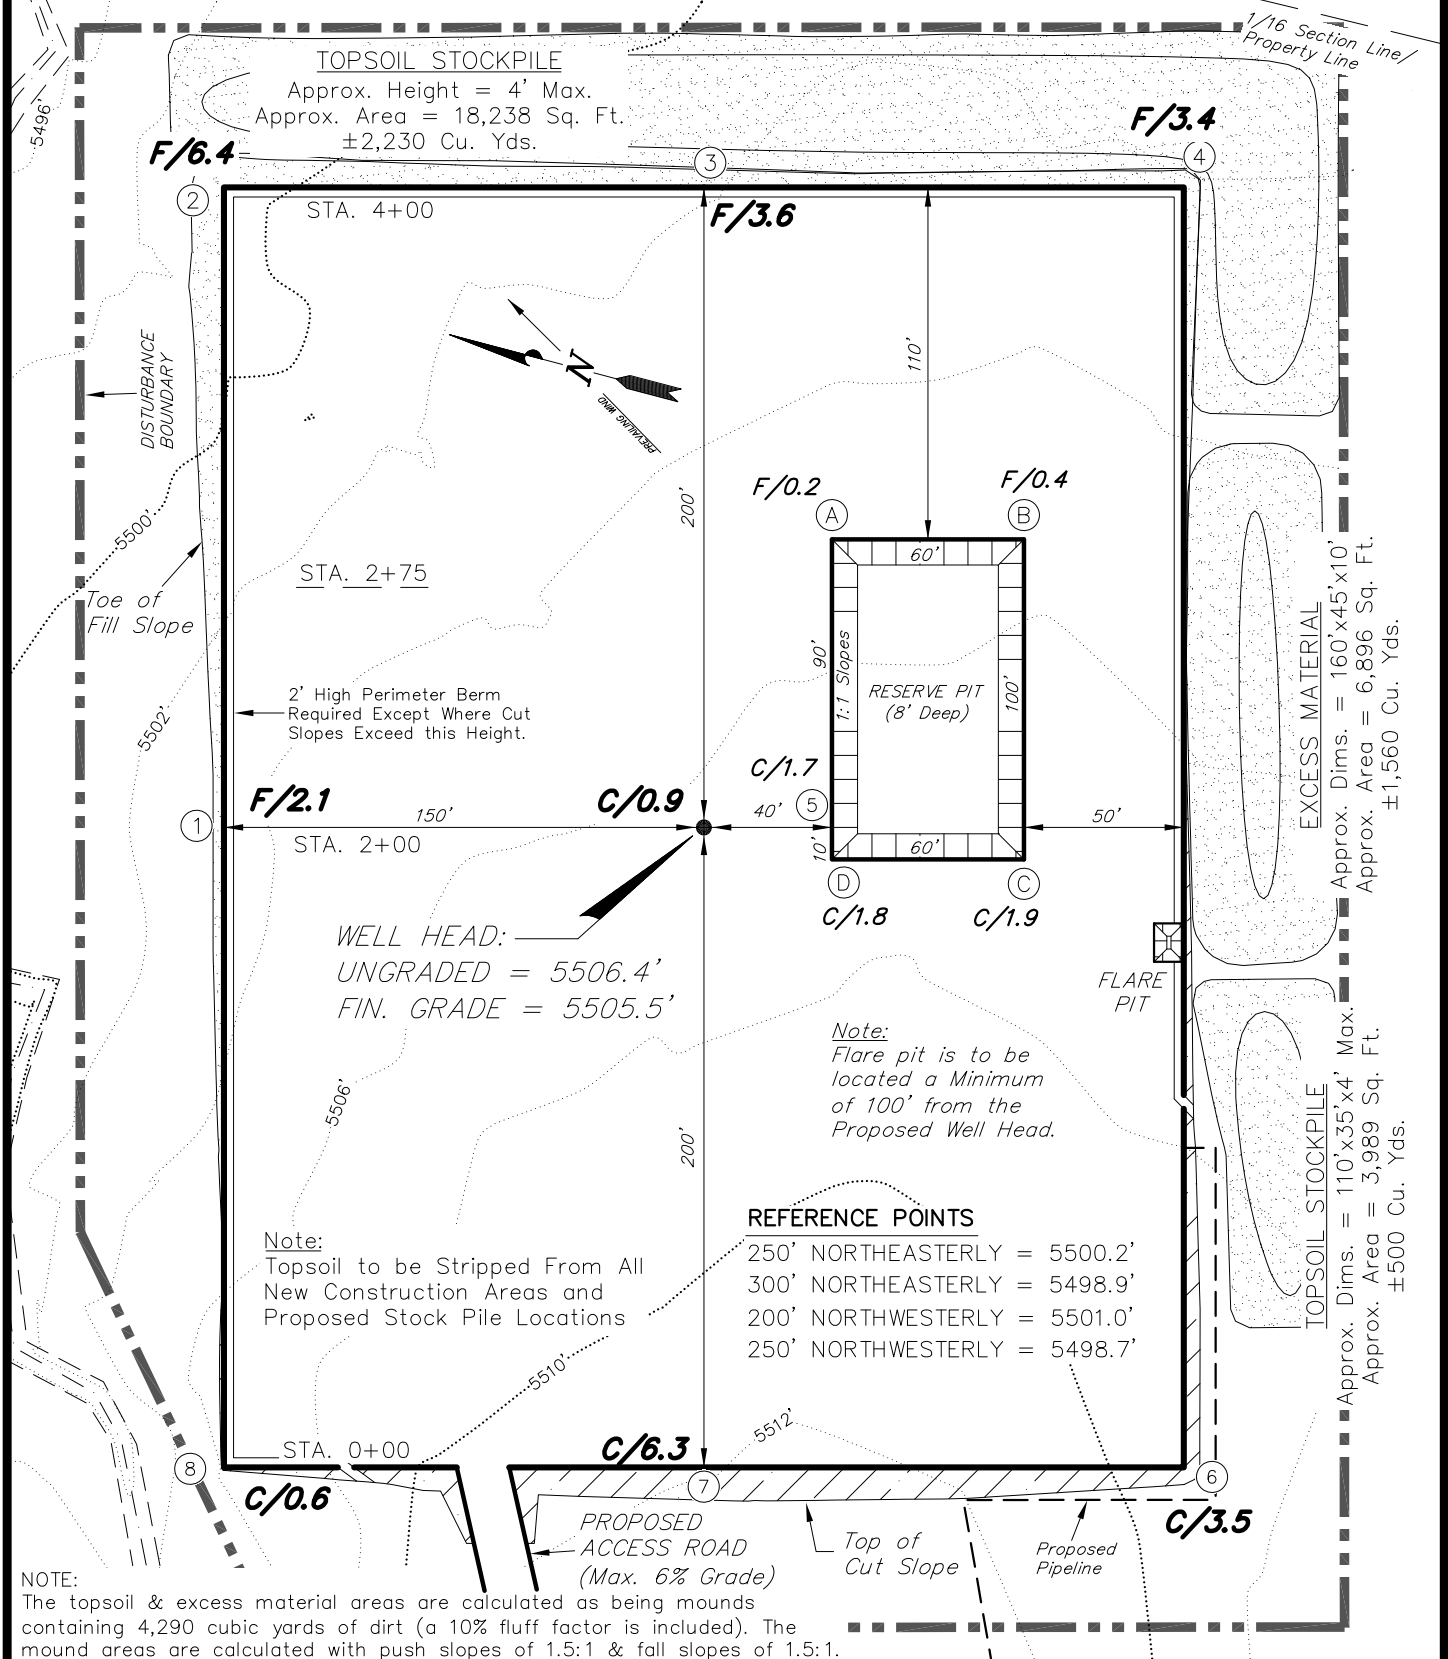 1/16 Section Line/
Property Line
TOPSOIL STOCKPILE
Approx. Height = 4' Max.
Approx. Area = 18,238 Sq. Ft.
±2,230 Cu. Yds.
5496'
F/6.4
F/3.4
2
3
4
STA. 4+00
F/3.6
110'
N
PREVAILING WIND
DISTURBANCE
BOUNDARY
200'
F/0.2
F/0.4
A
B
5500'
60'
STA. 2+75
Toe of
Fill Slope
90'
1:1 Slopes
RESERVE PIT
(8' Deep)
100'
2' High Perimeter Berm
Required Except Where Cut
Slopes Exceed this Height.
5502'
EXCESS MATERIAL
Approx. Dims. = 160'x45'x10'
Approx. Area = 6,896 Sq. Ft.
±1,560 Cu. Yds.
C/1.7
F/2.1
C/0.9
5
1
150'
40'
50'
STA. 2+00
10'
60'
D
C
C/1.8
C/1.9
WELL HEAD:
UNGRADED = 5506.4'
FIN. GRADE = 5505.5'
FLARE
PIT
Note:
Flare pit is to be
located a Minimum
of 100' from the
Proposed Well Head.
5506'
200'
TOPSOIL STOCKPILE
Approx. Dims. = 110'x35'x4' Max.
Approx. Area = 3,989 Sq. Ft.
±500 Cu. Yds.
REFERENCE POINTS
250' NORTHEASTERLY = 5500.2'
300' NORTHEASTERLY = 5498.9'
200' NORTHWESTERLY = 5501.0'
250' NORTHWESTERLY = 5498.7'
Note:
Topsoil to be Stripped From All
New Construction Areas and
Proposed Stock Pile Locations
5510'
5512'
STA. 0+00
C/6.3
8
7
6
C/0.6
C/3.5
PROPOSED
ACCESS ROAD
(Max. 6% Grade)
Top of
Cut Slope
Proposed
Pipeline
NOTE:
The topsoil & excess material areas are calculated as being mounds
containing 4,290 cubic yards of dirt (a 10% fluff factor is included). The
mound areas are calculated with push slopes of 1.5:1 & fall slopes of 1.5:1.